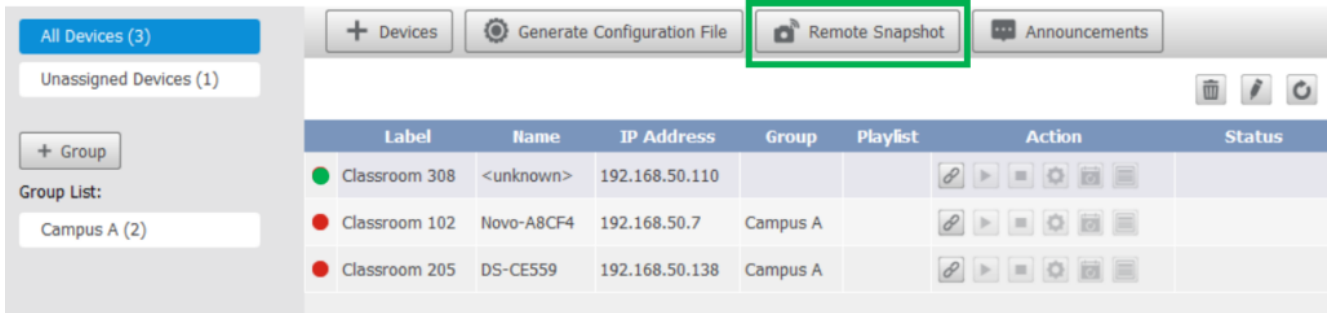 All Devices (3)
Unassigned Devices (1)
+ Group
Group List:
Campus A (2)
+ Devices Generate Configuration File Remote Snapshot Announcements
Label Name IP Address Group Playlist Action Status
Classroom 308 <unknown> 192.168.50.110
Classroom 102 Novo-A8CF4 192.168.50.7 Campus A
Classroom 205 DS-CE559 192.168.50.138 Campus A